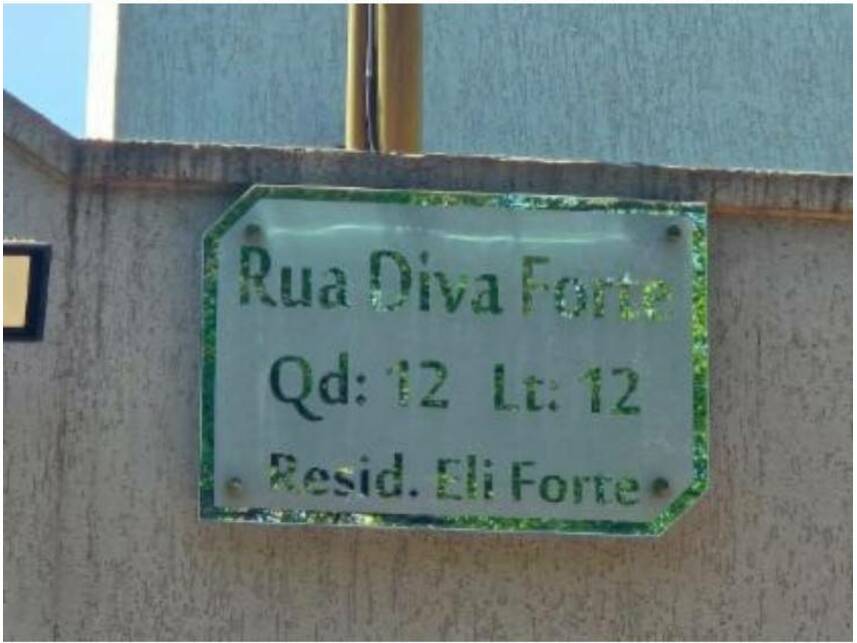 Rua Diva Forte
Qd: 12 Lt: 12
Resid. Eli Forte